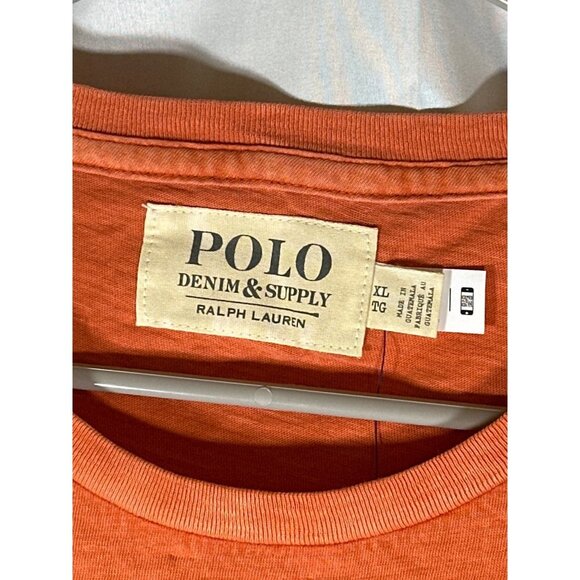 POLO
DENIM & SUPPLY
RALPH LAUREN
XL
TG
MADE IN
GUATEMALA
FABRIQUÉ AU
GUATEMALA